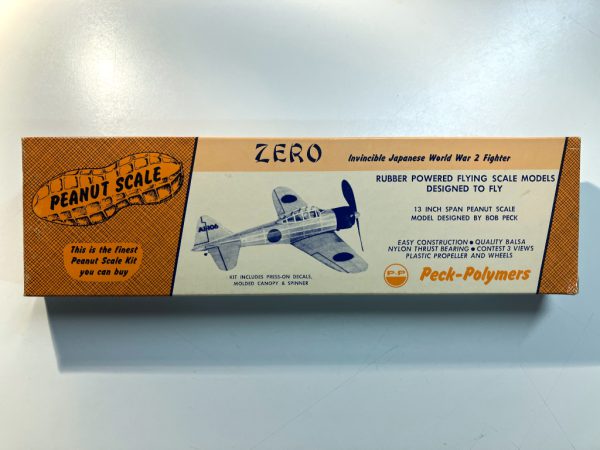 PEANUT SCALE
This is the finest
Peanut Scale Kit
you can buy
ZERO
Invincible Japanese World War 2 Fighter
RUBBER POWERED FLYING SCALE MODELS
DESIGNED TO FLY
13 INCH SPAN PEANUT SCALE
MODEL DESIGNED BY BOB PECK
EASY CONSTRUCTION • QUALITY BALSA
NYLON THRUST BEARING • CONTEST 3 VIEWS
PLASTIC PROPELLER AND WHEELS
P-P
Peck-Polymers
AI-106
KIT INCLUDES PRESS-ON DECALS,
MOLDED CANOPY & SPINNER